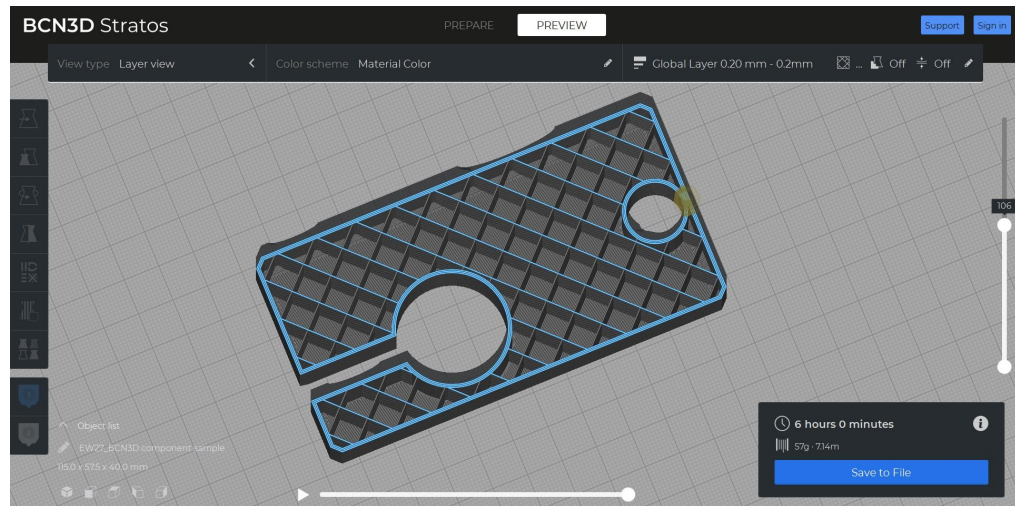 BCN3D Stratos
PREPARE
PREVIEW
Support
Sign in
View type Layer view
Color scheme Material Color
Global Layer 0.20 mm - 0.2mm
... Off
Off
106
Object list
EW27_BCN3D component sample
115.0 x 57.5 x 40.0 mm
6 hours 0 minutes
57g · 7.14m
Save to File